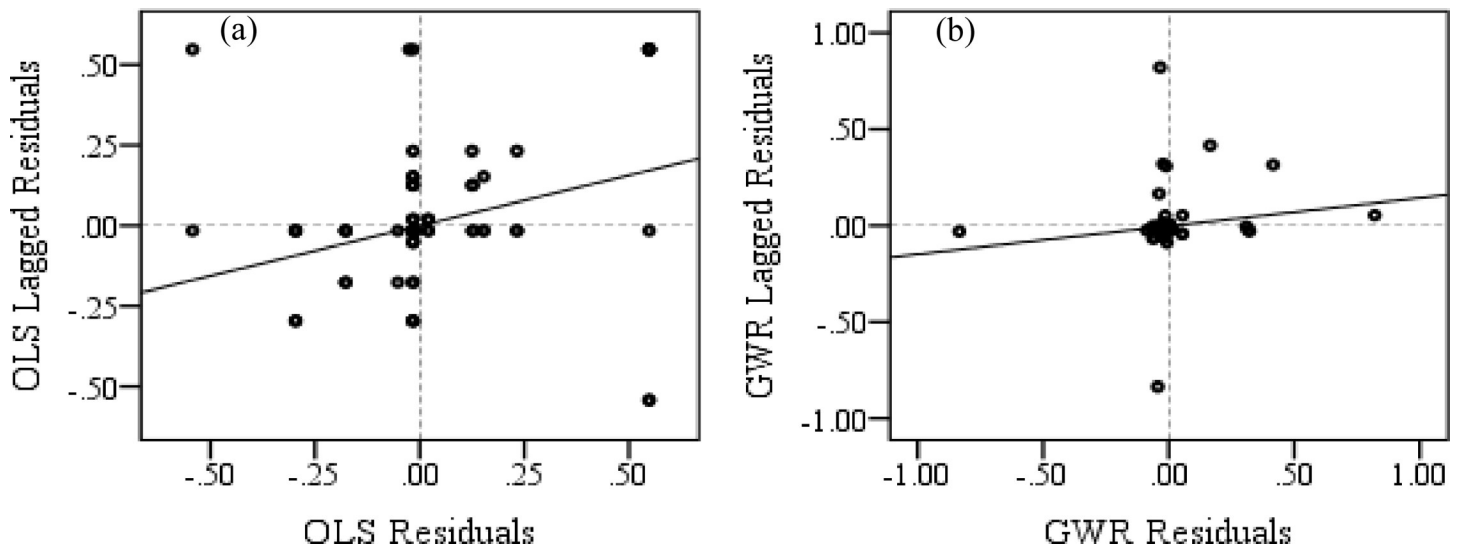 (a)
OLS Lagged Residuals
.50
.25
.00
-.25
-.50
-.50 -.25 .00 .25 .50
OLS Residuals
(b)
GWR Lagged Residuals
1.00
.50
.00
-.50
-1.00
-1.00 -.50 .00 .50 1.00
GWR Residuals